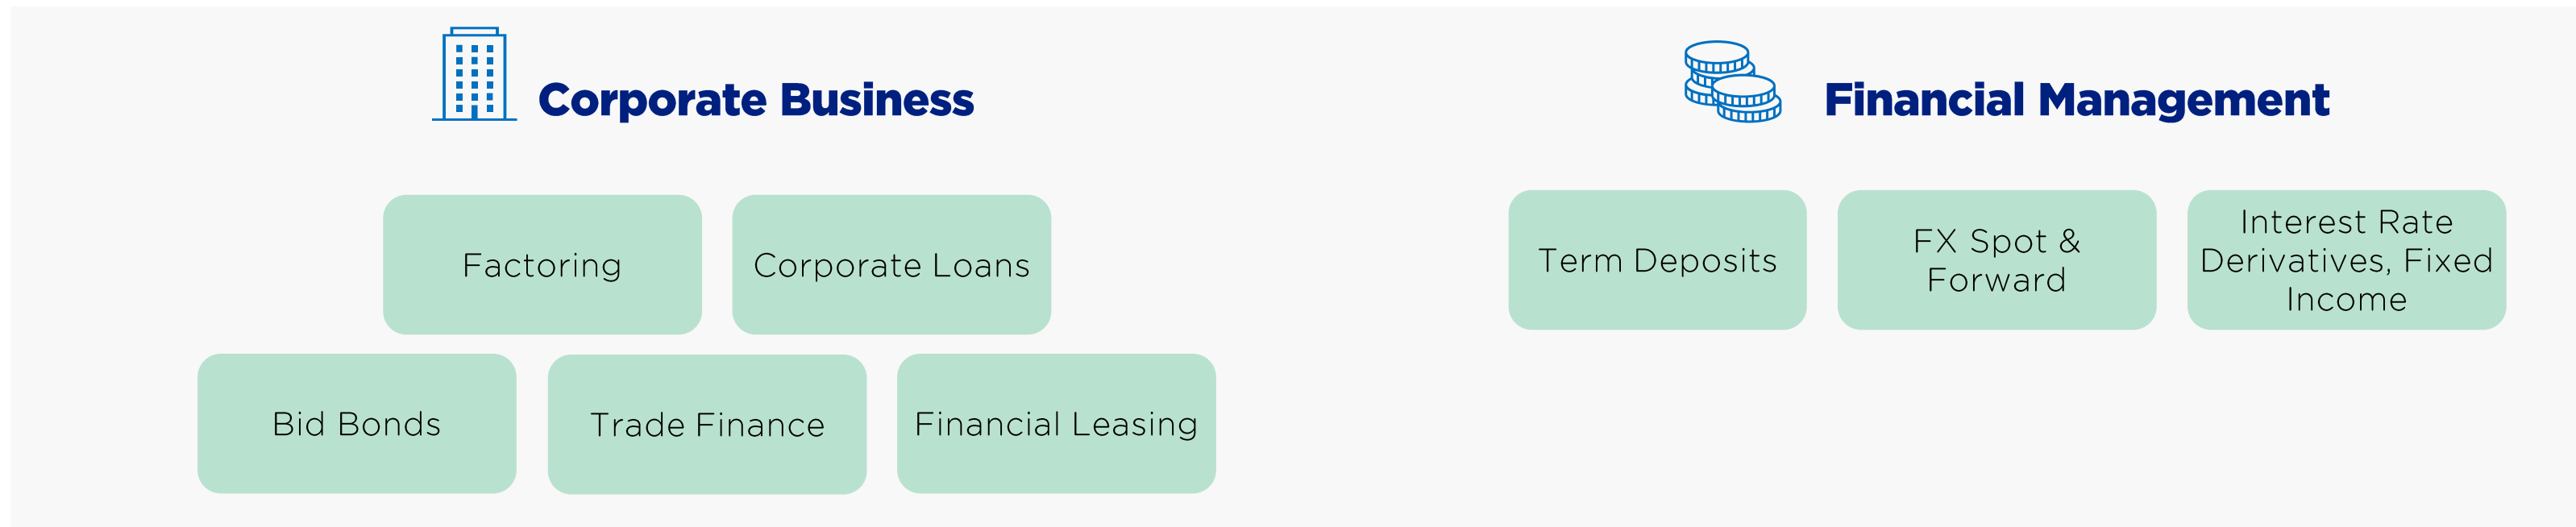 Corporate Business
Factoring
Corporate Loans
Bid Bonds
Trade Finance
Financial Leasing
Financial Management
Term Deposits
FX Spot &
Forward
Interest Rate
Derivatives, Fixed
Income